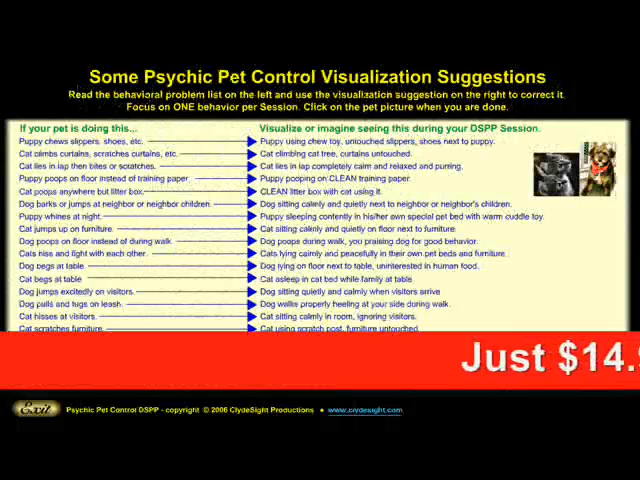 Some Psychic Pet Control Visualization Suggestions
Read the behavioral problem list on the left and use the visualization suggestion on the right to correct it.
Focus on ONE behavior per Session. Click on the pet picture when you are done.
If your pet is doing this... Visualize or imagine seeing this during your DSPP Session.
Puppy chews slippers, shoes, etc. Puppy using chew toy, untouched slippers, shoes next to puppy.
Cat climbs curtains, scratches curtains, etc. Cat climbing cat tree, curtains untouched.
Cat lies in lap then bites or scratches. Cat lies in lap completely calm and relaxed and purring.
Puppy poops on floor instead of training paper Puppy pooping on CLEAN training paper.
Cat poops anywhere but litter box. CLEAN litter box with cat using it.
Dog barks or jumps at neighbor or neighbor children. Dog sitting calmly and quietly next to neighbor or neighbor's children.
Puppy whines at night. Puppy sleeping contently in his/her own special pet bed with warm cuddle toy.
Cat jumps up on furniture. Cat sitting calmly and quietly on floor next to furniture.
Dog poops on floor instead of during walk. Dog poops during walk, you praising dog for good behavior.
Cats hiss and fight with each other. Cats lying calmly and peacefully in their own pet beds and furniture.
Dog begs at table. Dog lying on floor next to table, uninterested in human food.
Cat begs at table Cat asleep in cat bed while family at table
Dog jumps excitedly on visitors. Dog sitting quietly and calmly when visitors arrive
Dog pulls and tugs on leash. Dog walks properly heeling at your side during walk.
Cat hisses at visitors. Cat sitting calmly in room, ignoring visitors.
Cat scratches furniture. Cat using scratch post, furniture untouched.
Just $14.
Exit Psychic Pet Control DSPP - copyright © 2006 ClydeSight Productions • www.clydesight.com